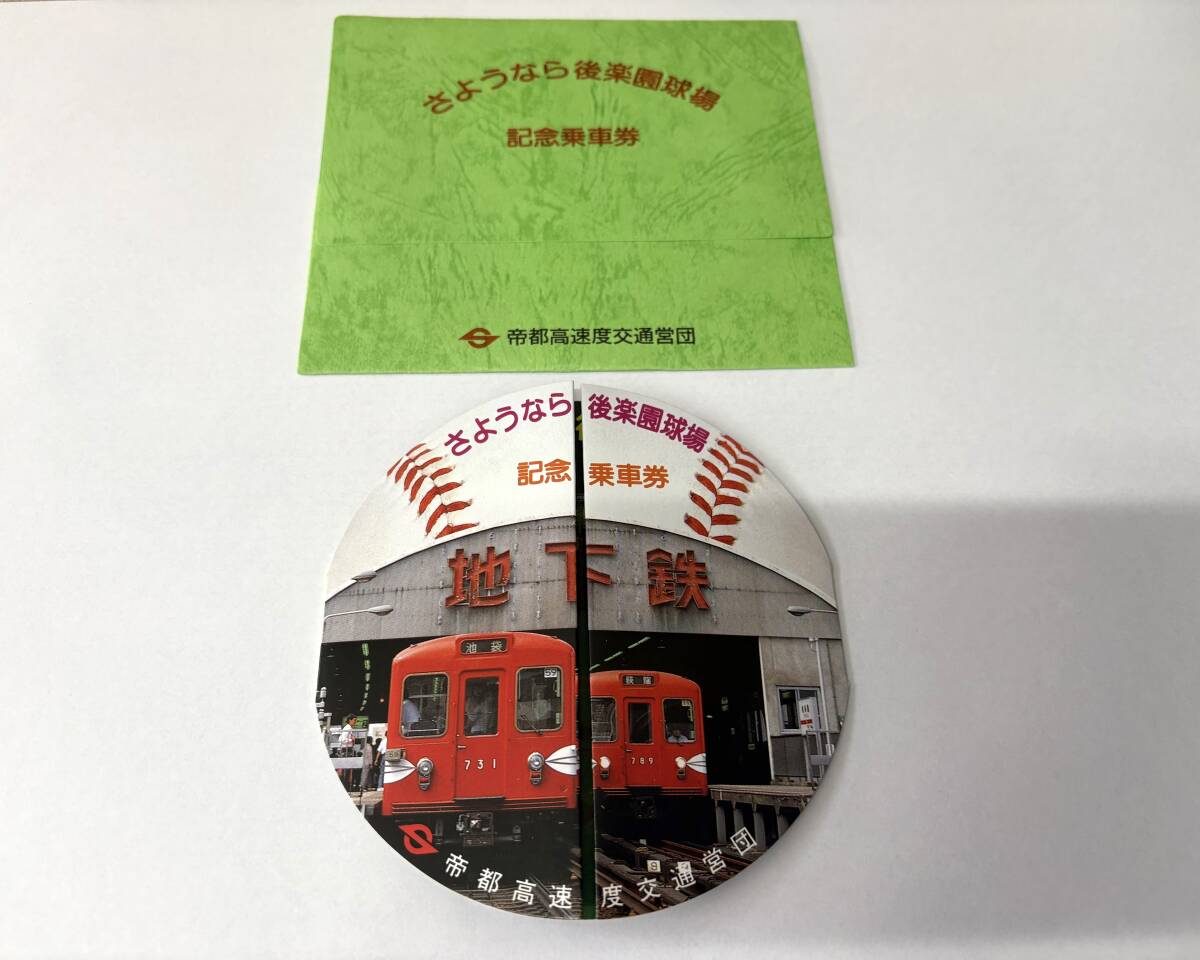 さようなら後楽園球場
記念乗車券
帝都高速度交通営団
さようなら後楽園球場
記念乗車券
地下鉄
池袋
荻窪
59
731
789
帝都高速度交通営団